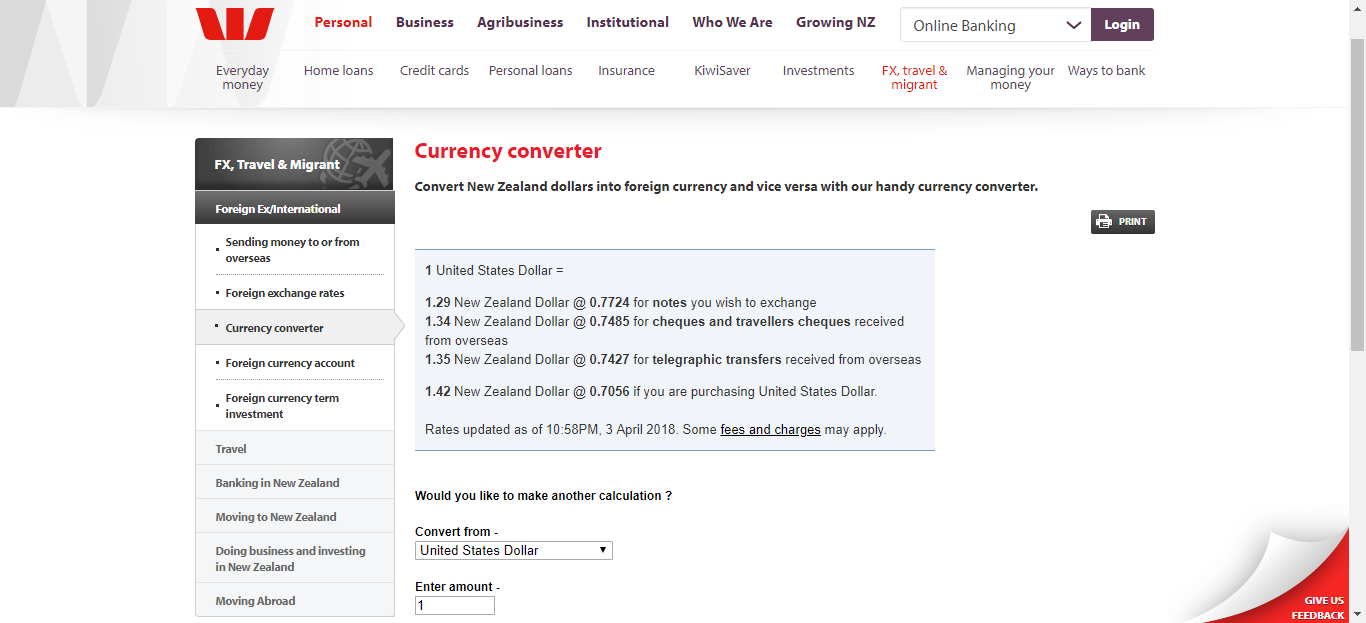 Personal Business Agribusiness Institutional Who We Are Growing NZ Online Banking Login
Everyday money Home loans Credit cards Personal loans Insurance KiwiSaver Investments FX, travel & migrant Managing your money Ways to bank
FX, Travel & Migrant
Foreign Ex/International
Sending money to or from
overseas
Foreign exchange rates
Currency converter
Foreign currency account
Foreign currency term
investment
Travel
Banking in New Zealand
Moving to New Zealand
Doing business and investing
in New Zealand
Moving Abroad
Currency converter
Convert New Zealand dollars into foreign currency and vice versa with our handy currency converter.
PRINT
1 United States Dollar =
1.29 New Zealand Dollar @ 0.7724 for notes you wish to exchange
1.34 New Zealand Dollar @ 0.7485 for cheques and travellers cheques received
from overseas
1.35 New Zealand Dollar @ 0.7427 for telegraphic transfers received from overseas
1.42 New Zealand Dollar @ 0.7056 if you are purchasing United States Dollar.
Rates updated as of 10:58PM, 3 April 2018. Some fees and charges may apply.
Would you like to make another calculation ?
Convert from -
United States Dollar
Enter amount -
1
GIVE US
FEEDBACK